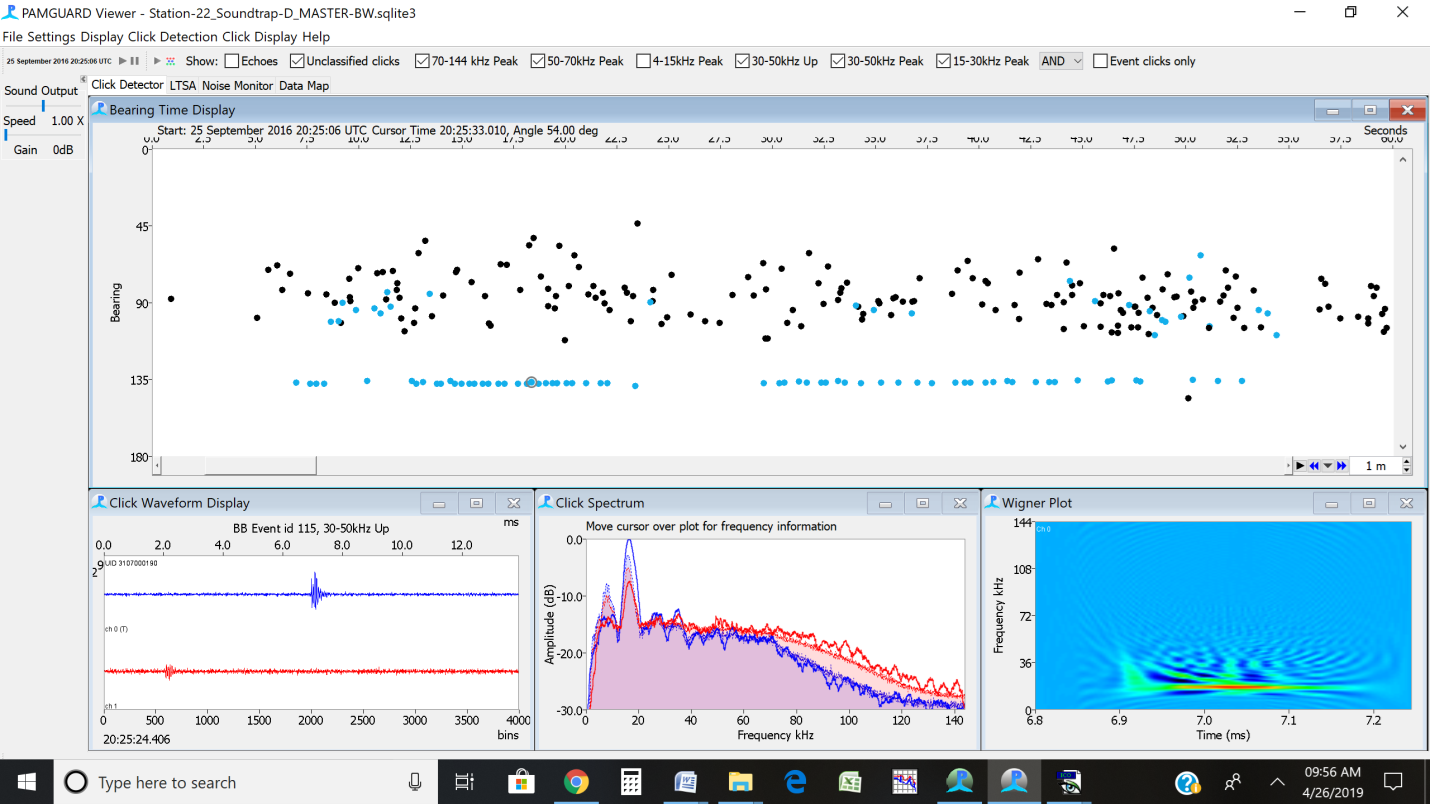 PAMGUARD Viewer - Station-22_Soundtrap-D_MASTER-BW.sqlite3
File Settings Display Click Detection Click Display Help
25 September 2016 20:25:06 UTC Show: Echoes Unclassified clicks 70-144 kHz Peak 50-70kHz Peak 4-15kHz Peak 30-50kHz Up 30-50kHz Peak 15-30kHz Peak AND Event clicks only
Click Detector LTSA Noise Monitor Data Map
Sound Output
Speed 1.00 X
Gain 0dB
Bearing Time Display
Start: 25 September 2016 20:25:06 UTC Cursor Time 20:25:33.010, Angle 54.00 deg Seconds
0.0 2.5 5.0 7.5 10.0 12.5 15.0 17.5 20.0 22.5 25.0 27.5 30.0 32.5 35.0 37.5 40.0 42.5 45.0 47.5 50.0 52.5 55.0 57.5 60.0
0
45
90
135
180
Bearing
1 m
Click Waveform Display
BB Event id 115, 30-50kHz Up ms
0.0 2.0 4.0 6.0 8.0 10.0 12.0
UID 3107000190
ch 0 (T)
ch 1
0 500 1000 1500 2000 2500 3000 3500 4000
bins
20:25:24.406
Click Spectrum
Move cursor over plot for frequency information
0.0
-10.0
-20.0
-30.0
Amplitude (dB)
0 20 40 60 80 100 120 140
Frequency kHz
Wigner Plot
Ch 0
144
108
72
36
0
Frequency kHz
6.8 6.9 7.0 7.1 7.2
Time (ms)
Type here to search
09:56 AM
4/26/2019